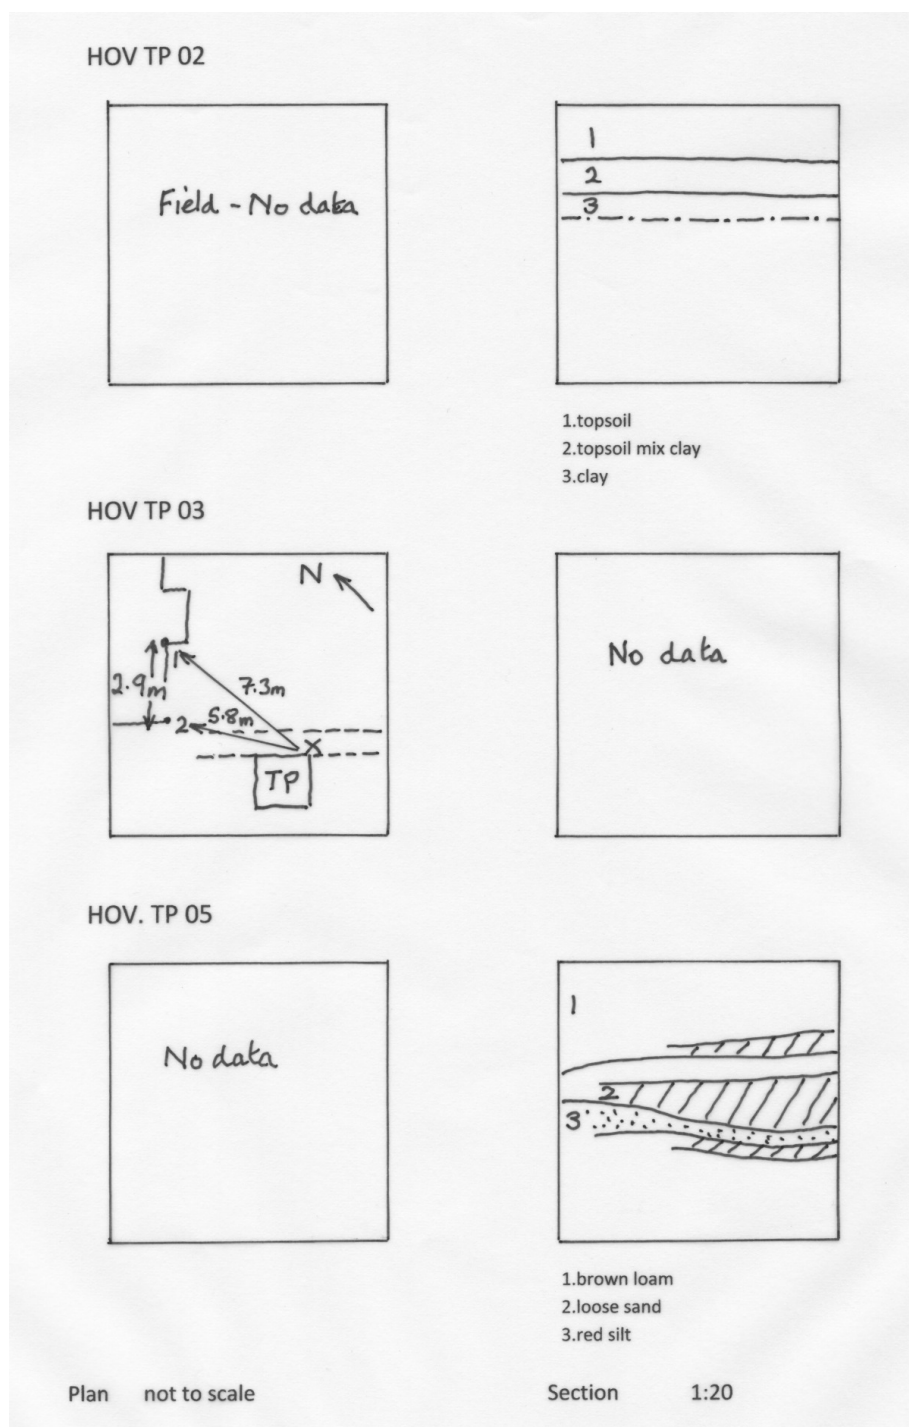 HOV TP 02
Field - No data
1
2
3
1.topsoil
2.topsoil mix clay
3.clay
HOV TP 03
N
1
2.9m
7.3m
5.8m
2
X
TP
No data
HOV. TP 05
No data
1
2
3
1.brown loam
2.loose sand
3.red silt
Plan not to scale Section 1:20